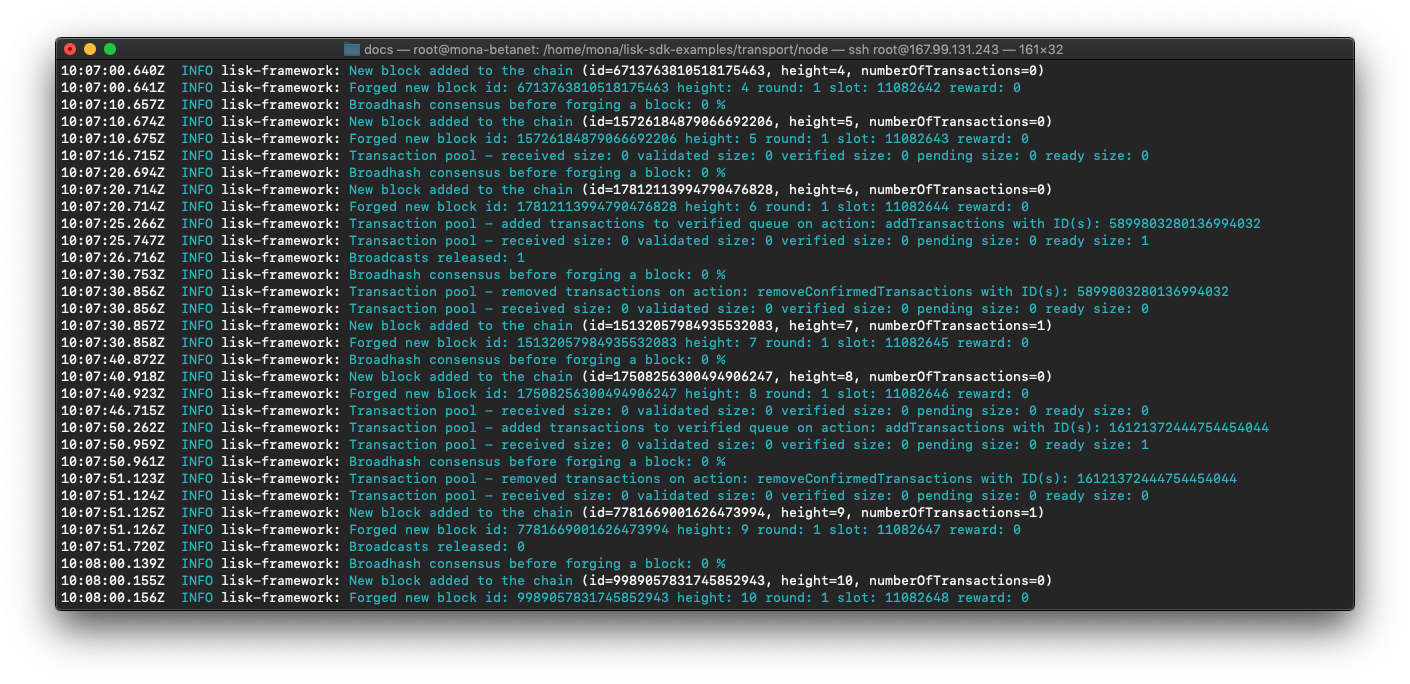 docs — root@mona-betanet: /home/mona/lisk-sdk-examples/transport/node — ssh root@167.99.131.243 — 161×32
10:07:00.640Z  INFO lisk-framework: New block added to the chain (id=6713763810518175463, height=4, numberOfTransactions=0)
10:07:00.641Z  INFO lisk-framework: Forged new block id: 6713763810518175463 height: 4 round: 1 slot: 11082642 reward: 0
10:07:10.657Z  INFO lisk-framework: Broadhash consensus before forging a block: 0 %
10:07:10.674Z  INFO lisk-framework: New block added to the chain (id=15726184879066692206, height=5, numberOfTransactions=0)
10:07:10.675Z  INFO lisk-framework: Forged new block id: 15726184879066692206 height: 5 round: 1 slot: 11082643 reward: 0
10:07:16.715Z  INFO lisk-framework: Transaction pool - received size: 0 validated size: 0 verified size: 0 pending size: 0 ready size: 0
10:07:20.694Z  INFO lisk-framework: Broadhash consensus before forging a block: 0 %
10:07:20.714Z  INFO lisk-framework: New block added to the chain (id=17812113994790476828, height=6, numberOfTransactions=0)
10:07:20.714Z  INFO lisk-framework: Forged new block id: 17812113994790476828 height: 6 round: 1 slot: 11082644 reward: 0
10:07:25.266Z  INFO lisk-framework: Transaction pool - added transactions to verified queue on action: addTransactions with ID(s): 5899803280136994032
10:07:25.747Z  INFO lisk-framework: Transaction pool - received size: 0 validated size: 0 verified size: 0 pending size: 0 ready size: 1
10:07:26.716Z  INFO lisk-framework: Broadcasts released: 1
10:07:30.753Z  INFO lisk-framework: Broadhash consensus before forging a block: 0 %
10:07:30.856Z  INFO lisk-framework: Transaction pool - removed transactions on action: removeConfirmedTransactions with ID(s): 5899803280136994032
10:07:30.856Z  INFO lisk-framework: Transaction pool - received size: 0 validated size: 0 verified size: 0 pending size: 0 ready size: 0
10:07:30.857Z  INFO lisk-framework: New block added to the chain (id=15132057984935532083, height=7, numberOfTransactions=1)
10:07:30.858Z  INFO lisk-framework: Forged new block id: 15132057984935532083 height: 7 round: 1 slot: 11082645 reward: 0
10:07:40.872Z  INFO lisk-framework: Broadhash consensus before forging a block: 0 %
10:07:40.918Z  INFO lisk-framework: New block added to the chain (id=17508256300494906247, height=8, numberOfTransactions=0)
10:07:40.923Z  INFO lisk-framework: Forged new block id: 17508256300494906247 height: 8 round: 1 slot: 11082646 reward: 0
10:07:46.715Z  INFO lisk-framework: Transaction pool - received size: 0 validated size: 0 verified size: 0 pending size: 0 ready size: 0
10:07:50.262Z  INFO lisk-framework: Transaction pool - added transactions to verified queue on action: addTransactions with ID(s): 16121372444754454044
10:07:50.959Z  INFO lisk-framework: Transaction pool - received size: 0 validated size: 0 verified size: 0 pending size: 0 ready size: 1
10:07:50.961Z  INFO lisk-framework: Broadhash consensus before forging a block: 0 %
10:07:51.123Z  INFO lisk-framework: Transaction pool - removed transactions on action: removeConfirmedTransactions with ID(s): 16121372444754454044
10:07:51.124Z  INFO lisk-framework: Transaction pool - received size: 0 validated size: 0 verified size: 0 pending size: 0 ready size: 0
10:07:51.125Z  INFO lisk-framework: New block added to the chain (id=7781669001626473994, height=9, numberOfTransactions=1)
10:07:51.126Z  INFO lisk-framework: Forged new block id: 7781669001626473994 height: 9 round: 1 slot: 11082647 reward: 0
10:07:51.720Z  INFO lisk-framework: Broadcasts released: 0
10:08:00.139Z  INFO lisk-framework: Broadhash consensus before forging a block: 0 %
10:08:00.155Z  INFO lisk-framework: New block added to the chain (id=9989057831745852943, height=10, numberOfTransactions=0)
10:08:00.156Z  INFO lisk-framework: Forged new block id: 9989057831745852943 height: 10 round: 1 slot: 11082648 reward: 0